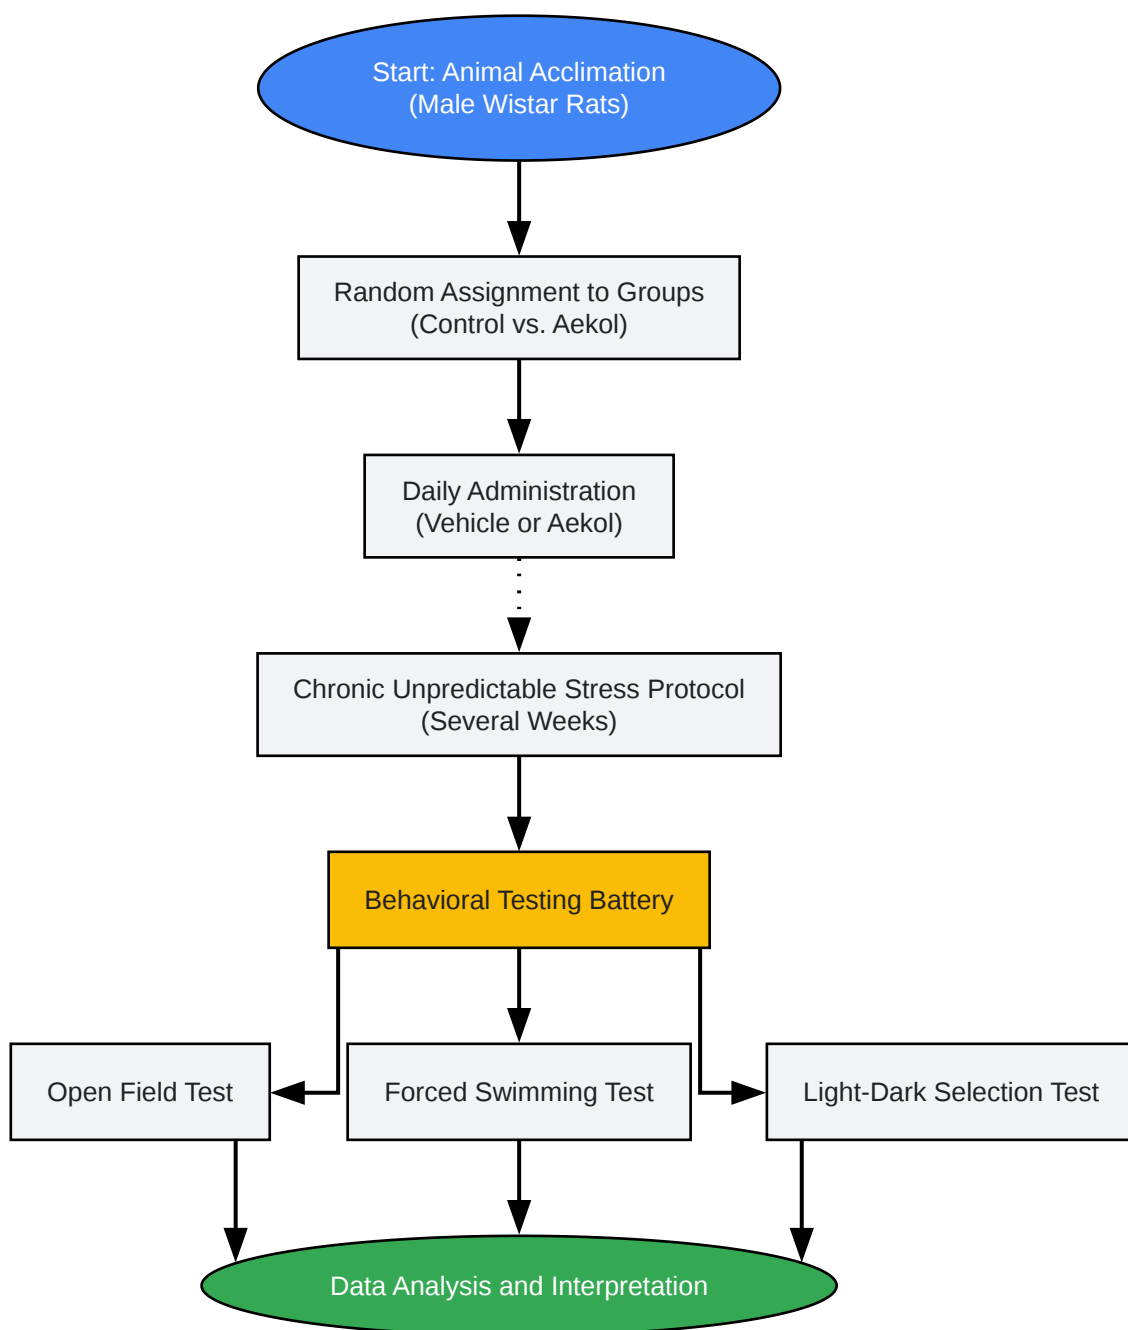 Start: Animal Acclimation
(Male Wistar Rats)
Random Assignment to Groups
(Control vs. Aekol)
Daily Administration
(Vehicle or Aekol)
Chronic Unpredictable Stress Protocol
(Several Weeks)
Behavioral Testing Battery
Open Field Test
Forced Swimming Test
Light-Dark Selection Test
Data Analysis and Interpretation